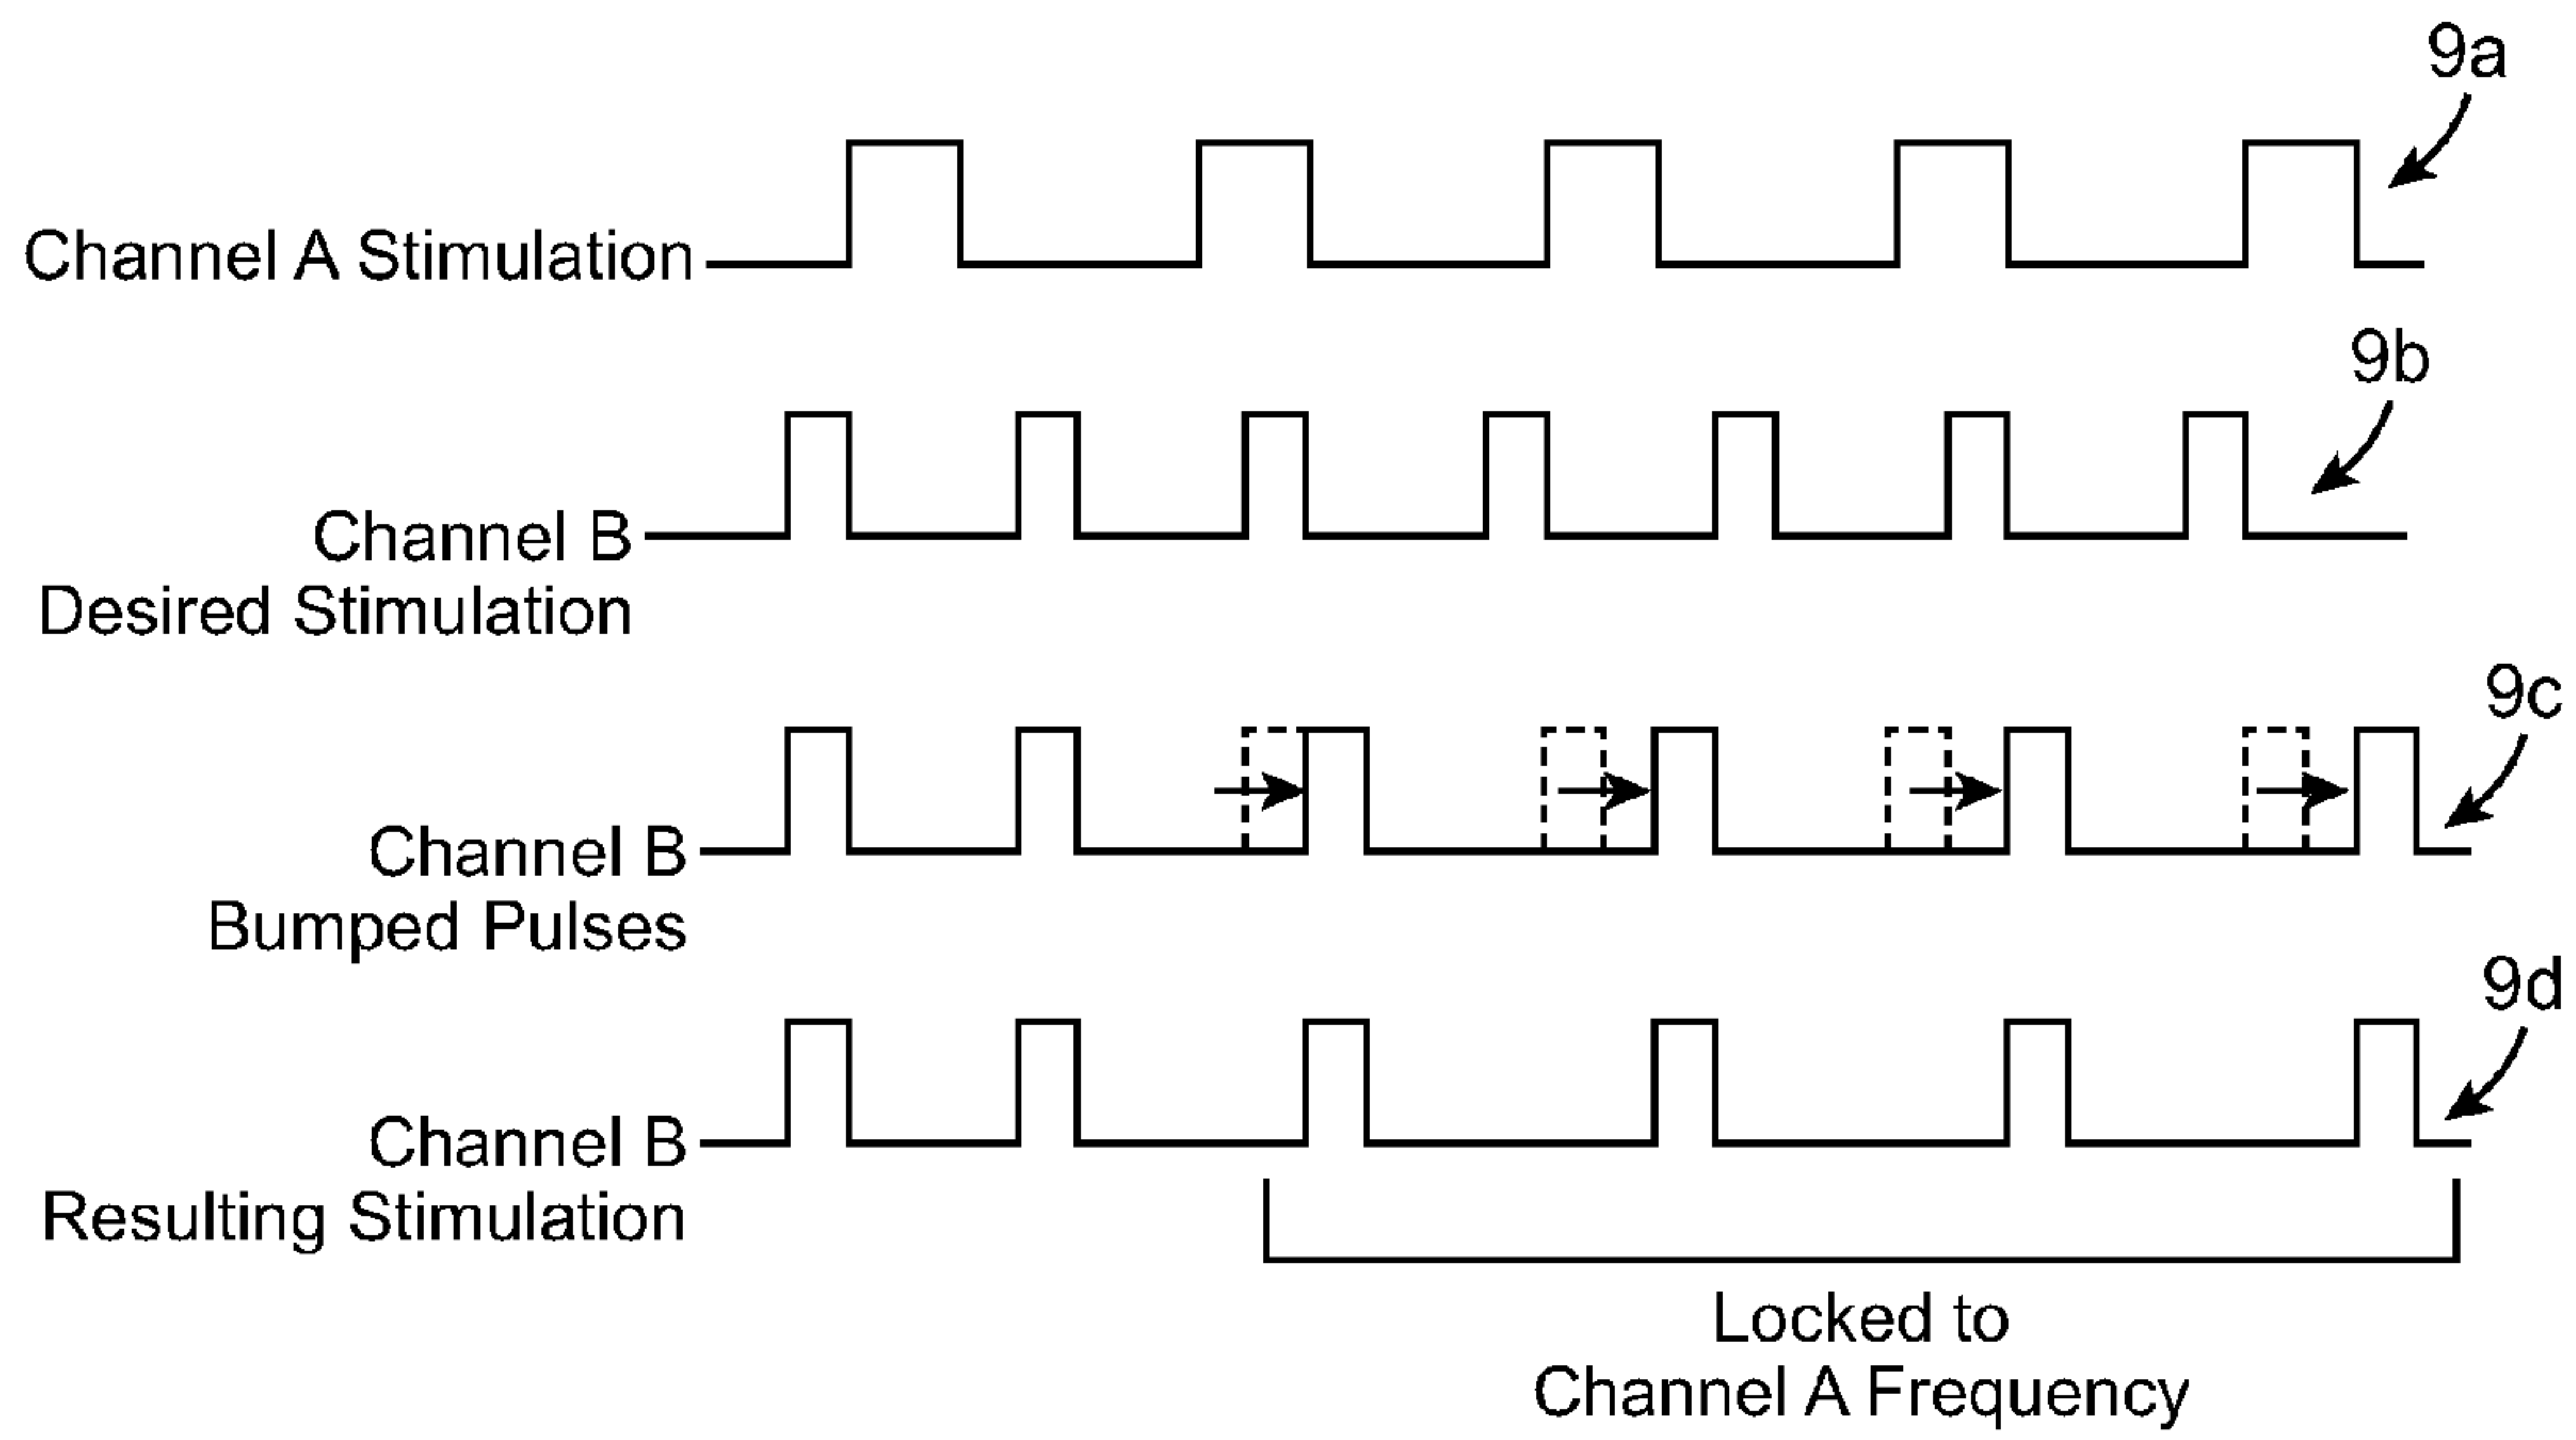 9a
Channel A Stimulation
9b
Channel B
Desired Stimulation
9c
Channel B
Bumped Pulses
9d
Channel B
Resulting Stimulation
Locked to
Channel A Frequency